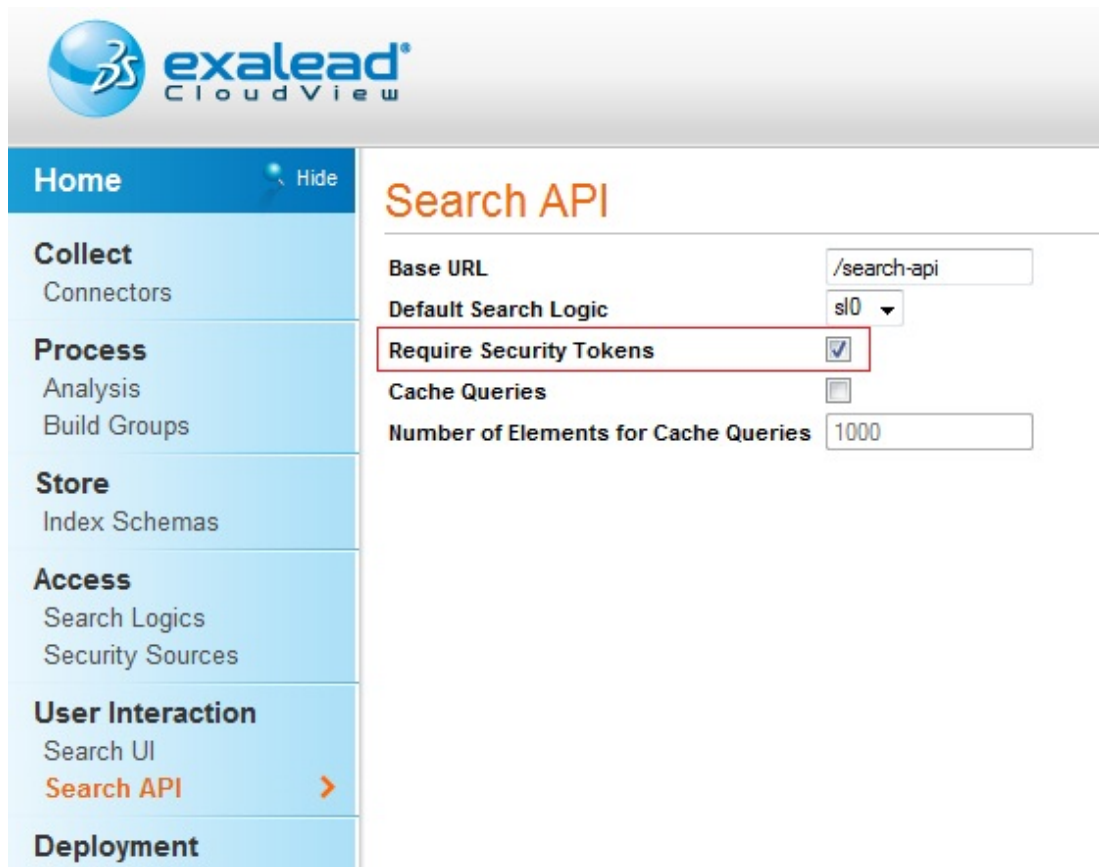 exalead
CloudView
Home
Hide
Collect
Connectors
Process
Analysis
Build Groups
Store
Index Schemas
Access
Search Logics
Security Sources
User Interaction
Search UI
Search API
Deployment
Search API
Base URL /search-api
Default Search Logic sl0
Require Security Tokens
Cache Queries
Number of Elements for Cache Queries 1000